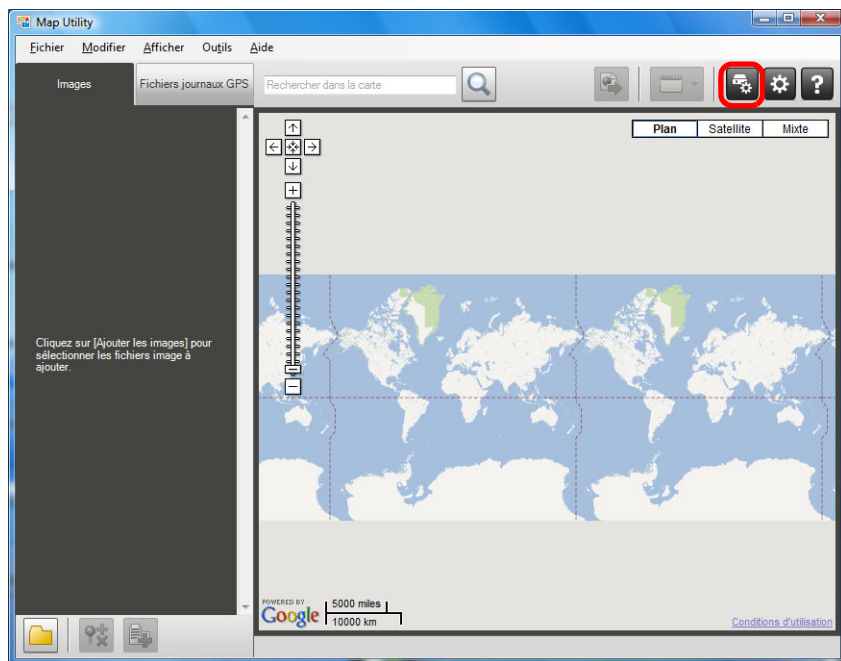 Map Utility
Fichier Modifier Afficher Outils Aide
Images
Fichiers journaux GPS
Rechercher dans la carte
?
Plan
Satellite
Mixte
Cliquez sur [Ajouter les images] pour
sélectionner les fichiers image à
ajouter.
POWERED BY
Google
5000 miles
10000 km
Conditions d'utilisation